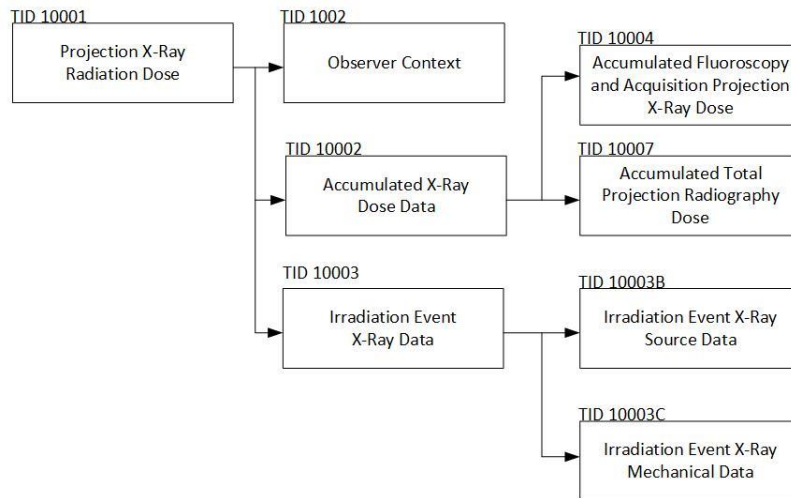 TID 10001
Projection X-Ray
Radiation Dose
TID 1002
Observer Context
TID 10004
Accumulated Fluoroscopy
and Acquisition Projection
X-Ray Dose
TID 10002
Accumulated X-Ray
Dose Data
TID 10007
Accumulated Total
Projection Radiography
Dose
TID 10003
Irradiation Event
X-Ray Data
TID 10003B
Irradiation Event X-Ray
Source Data
TID 10003C
Irradiation Event X-Ray
Mechanical Data